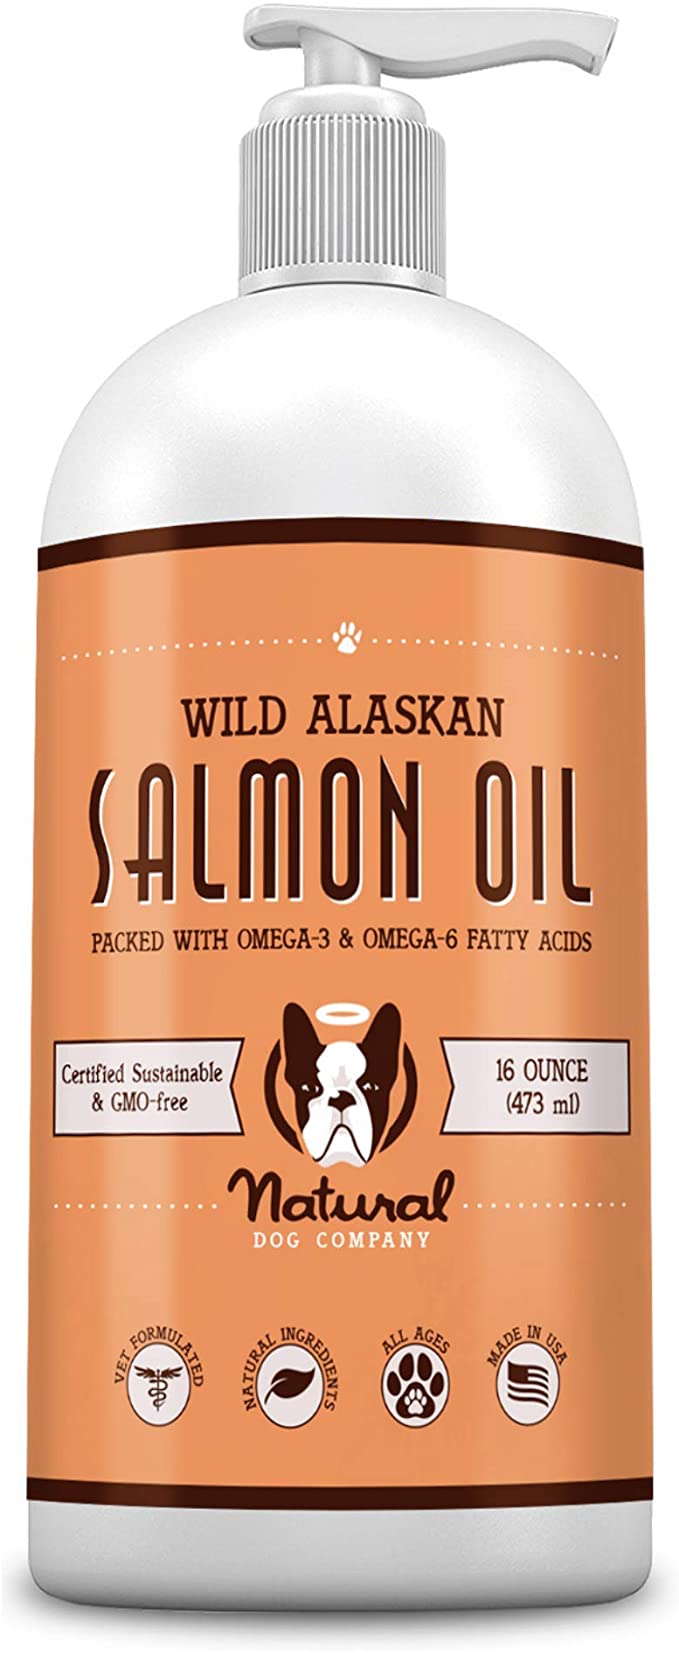 WILD ALASKAN
SALMON OIL
PACKED WITH OMEGA-3 & OMEGA-6 FATTY ACIDS
Certified Sustainable
& GMO-free
16 OUNCE
(473 ml)
Natural
DOG COMPANY
VET FORMULATED
NATURAL INGREDIENTS
ALL AGES
MADE IN USA